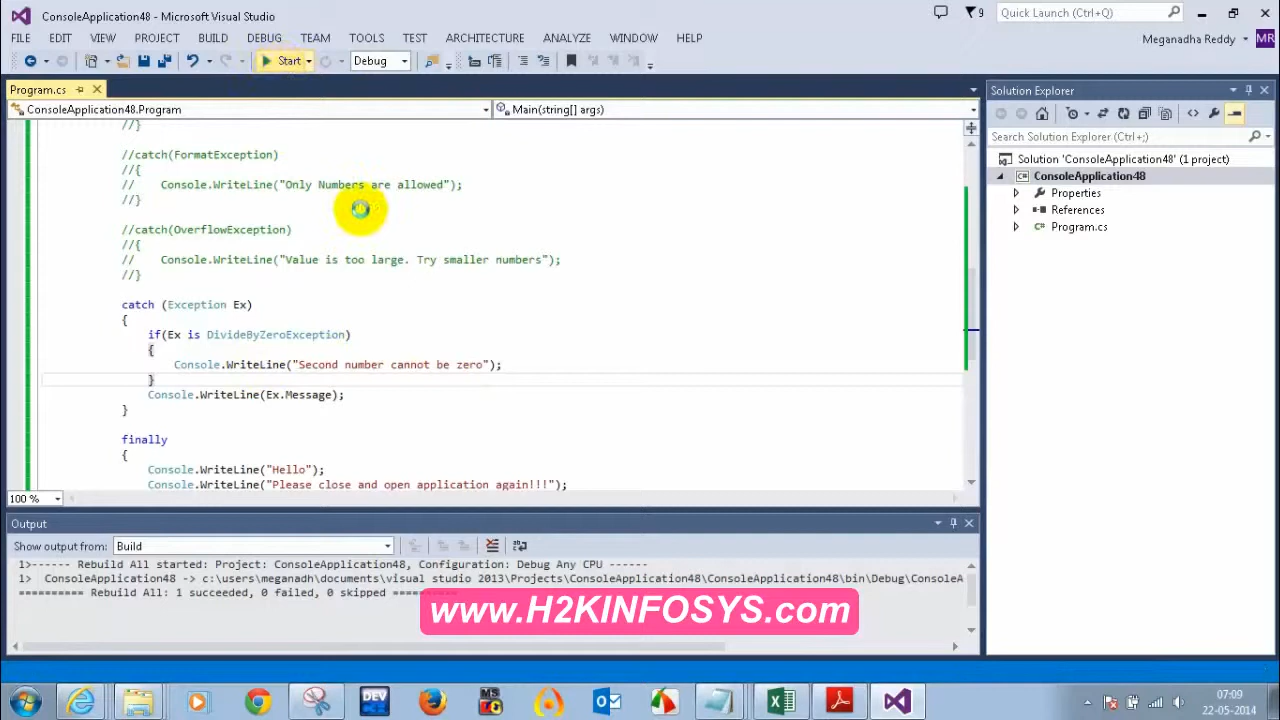 ConsoleApplication48 - Microsoft Visual Studio
9
Quick Launch (Ctrl+Q)
FILE EDIT VIEW PROJECT BUILD DEBUG TEAM TOOLS TEST ARCHITECTURE ANALYZE WINDOW HELP
Meganadha Reddy MR
Start Debug
Program.cs
Solution Explorer
ConsoleApplication48.Program
Main(string[] args)
Search Solution Explorer (Ctrl+;)
Solution 'ConsoleApplication48' (1 project)
ConsoleApplication48
Properties
References
Program.cs
//}
//catch(FormatException)
//{
// Console.WriteLine("Only Numbers are allowed");
//}
//catch(OverflowException)
//{
// Console.WriteLine("Value is too large. Try smaller numbers");
//}
catch (Exception Ex)
{
if(Ex is DivideByZeroException)
{
Console.WriteLine("Second number cannot be zero");
}
Console.WriteLine(Ex.Message);
}
finally
{
Console.WriteLine("Hello");
Console.WriteLine("Please close and open application again!!!");
100 %
Output
Show output from: Build
1>------ Rebuild All started: Project: ConsoleApplication48, Configuration: Debug Any CPU ------
1> ConsoleApplication48 -> c:\users\meganadh\documents\visual studio 2013\Projects\ConsoleApplication48\ConsoleApplication48\bin\Debug\ConsoleA
========== Rebuild All: 1 succeeded, 0 failed, 0 skipped ==========
www.H2KINFOSYS.com
DEV
MS
07:09
22-05-2014